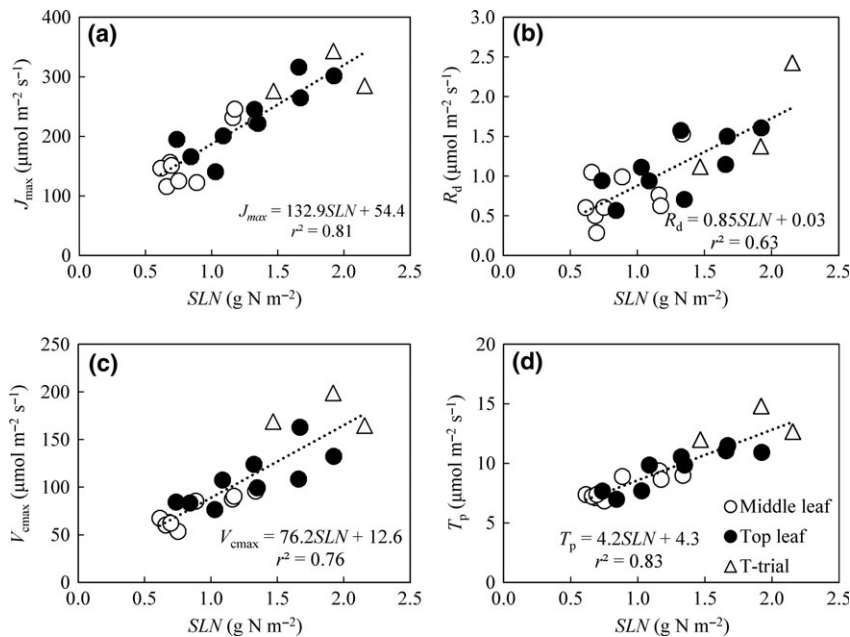 (a)
400
300
200
100
0
Jmax (μmol m−2 s−1)
Jmax = 132.9SLN + 54.4
r² = 0.81
0.0 0.5 1.0 1.5 2.0 2.5
SLN (g N m−2)
(b)
3.0
2.5
2.0
1.5
1.0
0.5
0.0
Rd (μmol m−2 s−1)
Rd = 0.85SLN + 0.03
r² = 0.63
0.0 0.5 1.0 1.5 2.0 2.5
SLN (g N m−2)
(c)
250
200
150
100
50
0
Vcmax (μmol m−2 s−1)
Vcmax = 76.2SLN + 12.6
r² = 0.76
0.0 0.5 1.0 1.5 2.0 2.5
SLN (g N m−2)
(d)
20
15
10
5
0
Tp (μmol m−2 s−1)
Tp = 4.2SLN + 4.3
r² = 0.83
Middle leaf
Top leaf
T-trial
0.0 0.5 1.0 1.5 2.0 2.5
SLN (g N m−2)